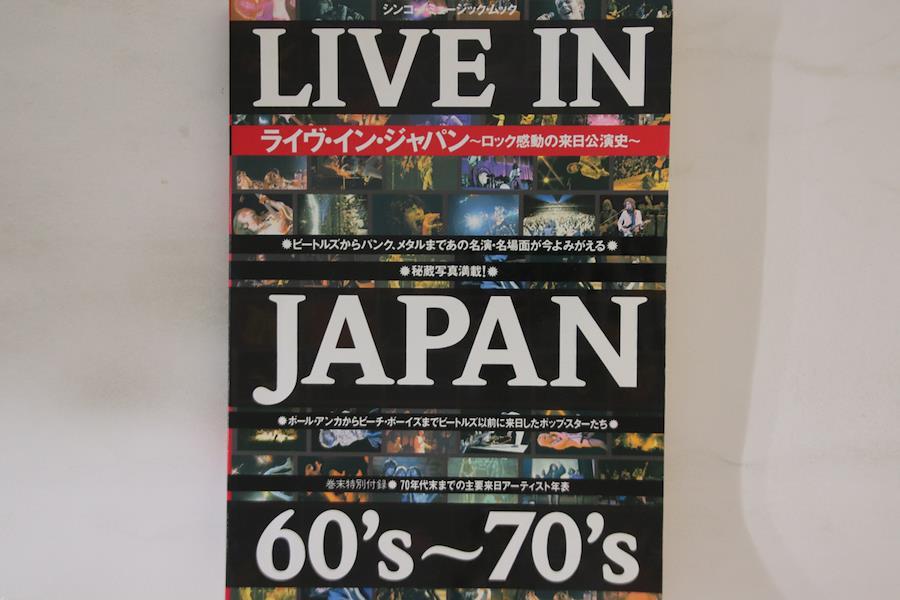 シンコー・ミュージック・ムック
LIVE IN
ライヴ・イン・ジャパン～ロック感動の来日公演史～
✹ビートルズからパンク、メタルまであの名演・名場面が今よみがえる✹
✹秘蔵写真満載！✹
JAPAN
✹ポール・アンカからビーチ・ボーイズまでビートルズ以前に来日したポップ・スターたち✹
巻末特別付録✹70年代末までの主要来日アーティスト年表
60's～70's